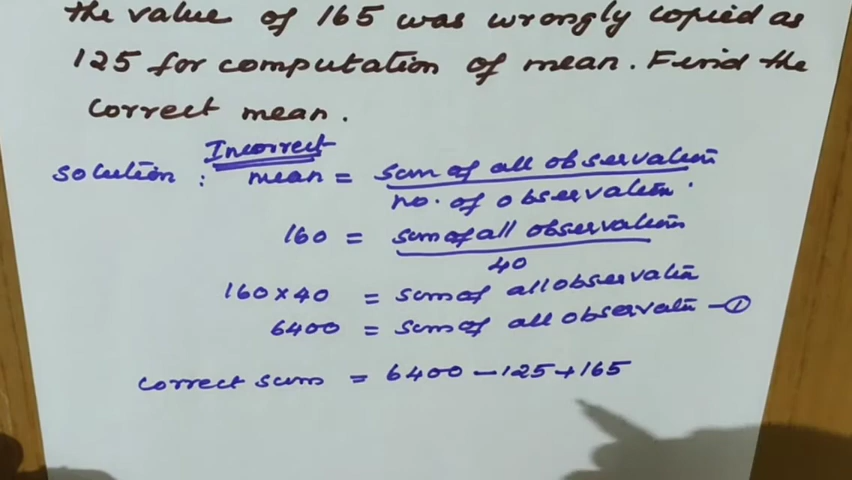 the value of 165 was wrongly copied as
125 for computation of mean. Find the
correct mean.
Incorrect
solution : mean = sum of all observation
no. of observation.
160 = sum of all observation
40
160 x 40 = sum of all observation
6400 = sum of all observation - ①
correct sum = 6400 - 125 + 165